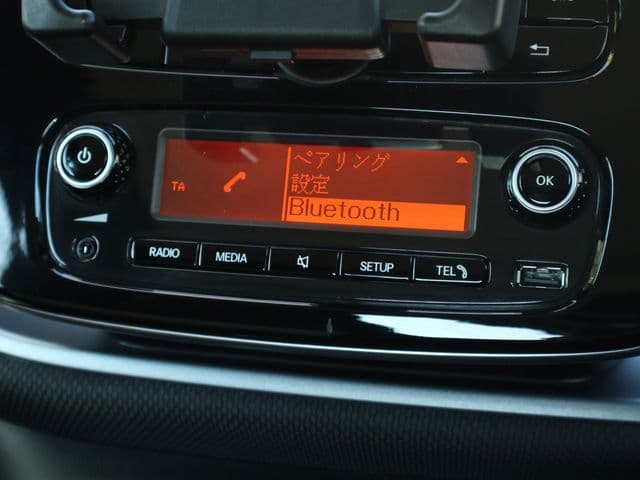 ペアリング
設定
Bluetooth
TA
OK
RADIO
MEDIA
SETUP
TEL